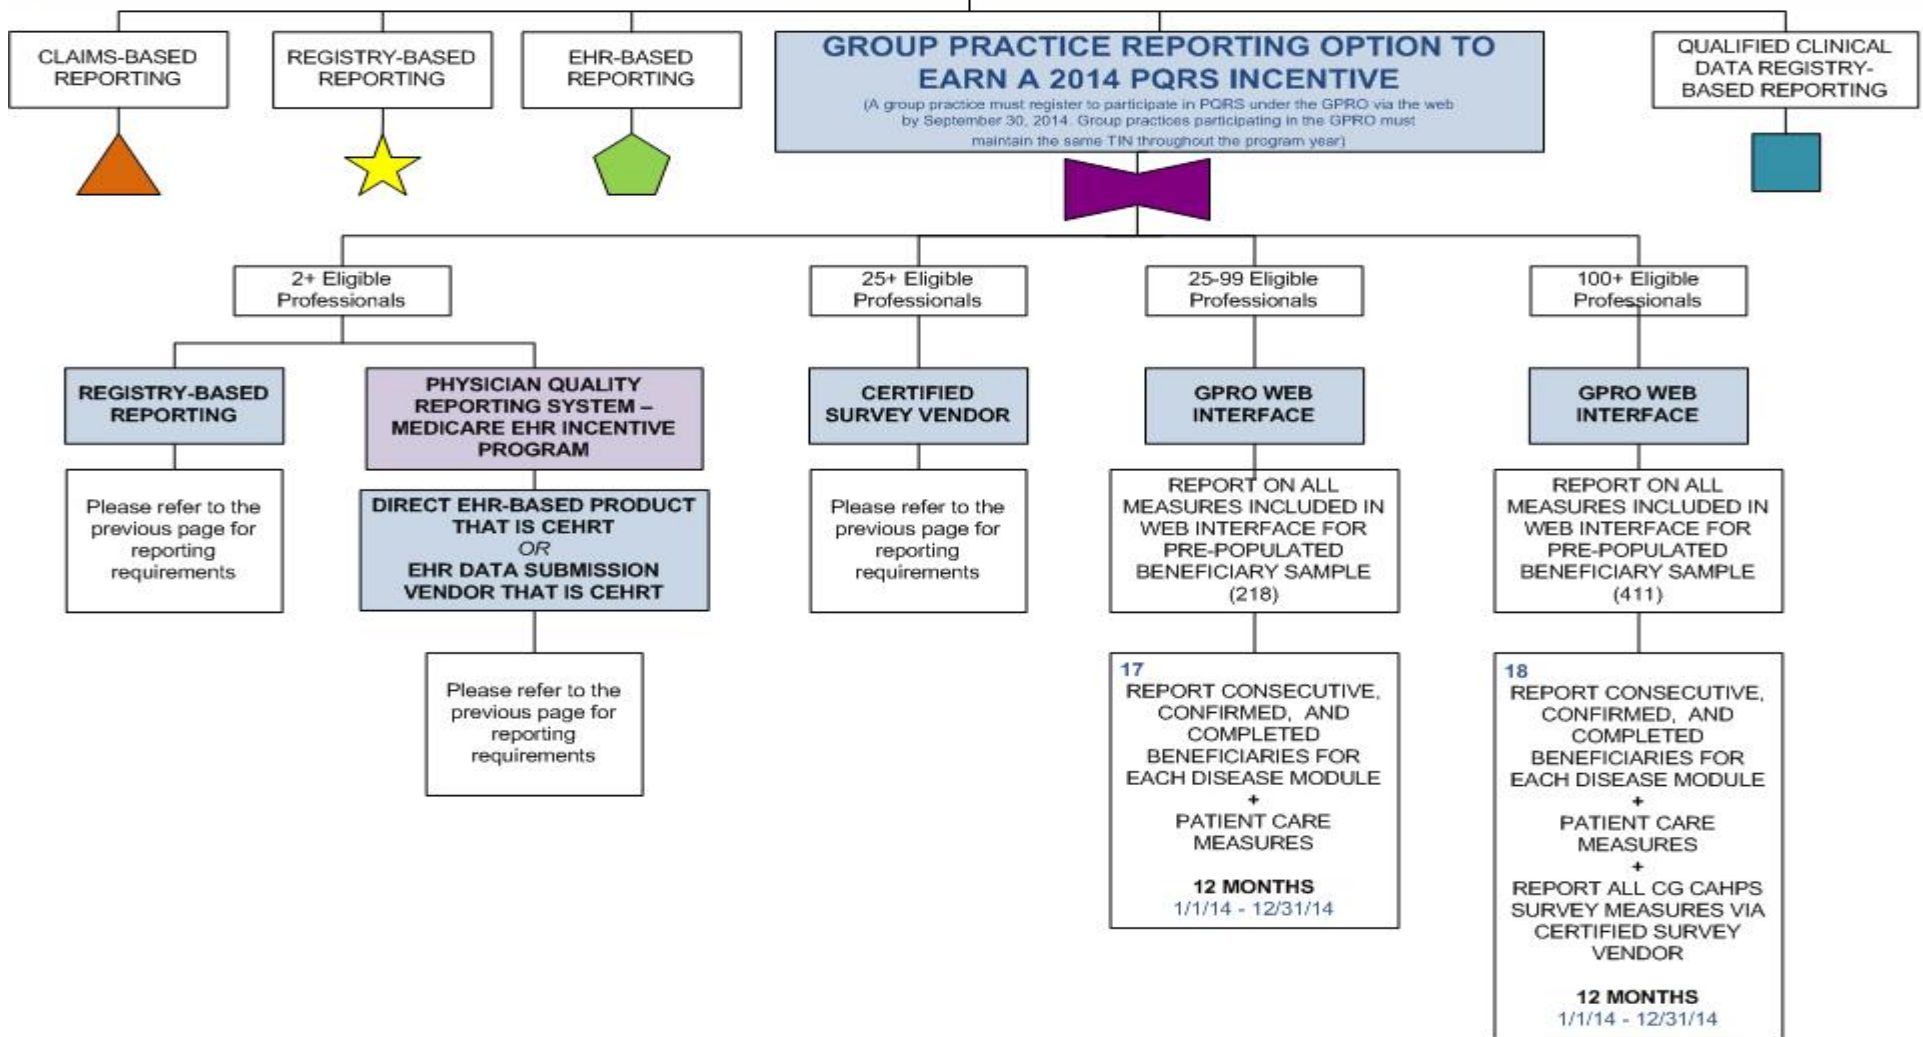 CLAIMS-BASED
REPORTING
REGISTRY-BASED
REPORTING
EHR-BASED
REPORTING
GROUP PRACTICE REPORTING OPTION TO
EARN A 2014 PQRS INCENTIVE
(A group practice must register to participate in PQRS under the GPRO via the web
by September 30, 2014. Group practices participating in the GPRO must
maintain the same TIN throughout the program year)
QUALIFIED CLINICAL
DATA REGISTRY-
BASED REPORTING
2+ Eligible
Professionals
25+ Eligible
Professionals
25-99 Eligible
Professionals
100+ Eligible
Professionals
REGISTRY-BASED
REPORTING
PHYSICIAN QUALITY
REPORTING SYSTEM –
MEDICARE EHR INCENTIVE
PROGRAM
CERTIFIED
SURVEY VENDOR
GPRO WEB
INTERFACE
GPRO WEB
INTERFACE
Please refer to the
previous page for
reporting
requirements
DIRECT EHR-BASED PRODUCT
THAT IS CEHRT
OR
EHR DATA SUBMISSION
VENDOR THAT IS CEHRT
Please refer to the
previous page for
reporting
requirements
REPORT ON ALL
MEASURES INCLUDED IN
WEB INTERFACE FOR
PRE-POPULATED
BENEFICIARY SAMPLE
(218)
REPORT ON ALL
MEASURES INCLUDED IN
WEB INTERFACE FOR
PRE-POPULATED
BENEFICIARY SAMPLE
(411)
Please refer to the
previous page for
reporting
requirements
17
REPORT CONSECUTIVE,
CONFIRMED, AND
COMPLETED
BENEFICIARIES FOR
EACH DISEASE MODULE
+
PATIENT CARE
MEASURES
12 MONTHS
1/1/14 - 12/31/14
18
REPORT CONSECUTIVE,
CONFIRMED, AND
COMPLETED
BENEFICIARIES FOR
EACH DISEASE MODULE
+
PATIENT CARE
MEASURES
+
REPORT ALL CG CAHPS
SURVEY MEASURES VIA
CERTIFIED SURVEY
VENDOR
12 MONTHS
1/1/14 - 12/31/14